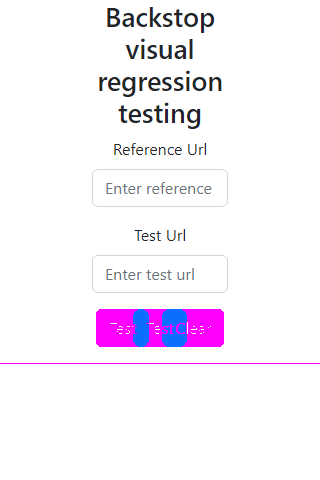 Backstop
visual
regression
testing
Reference Url
Enter reference
Test Url
Enter test url
Test Test Clear